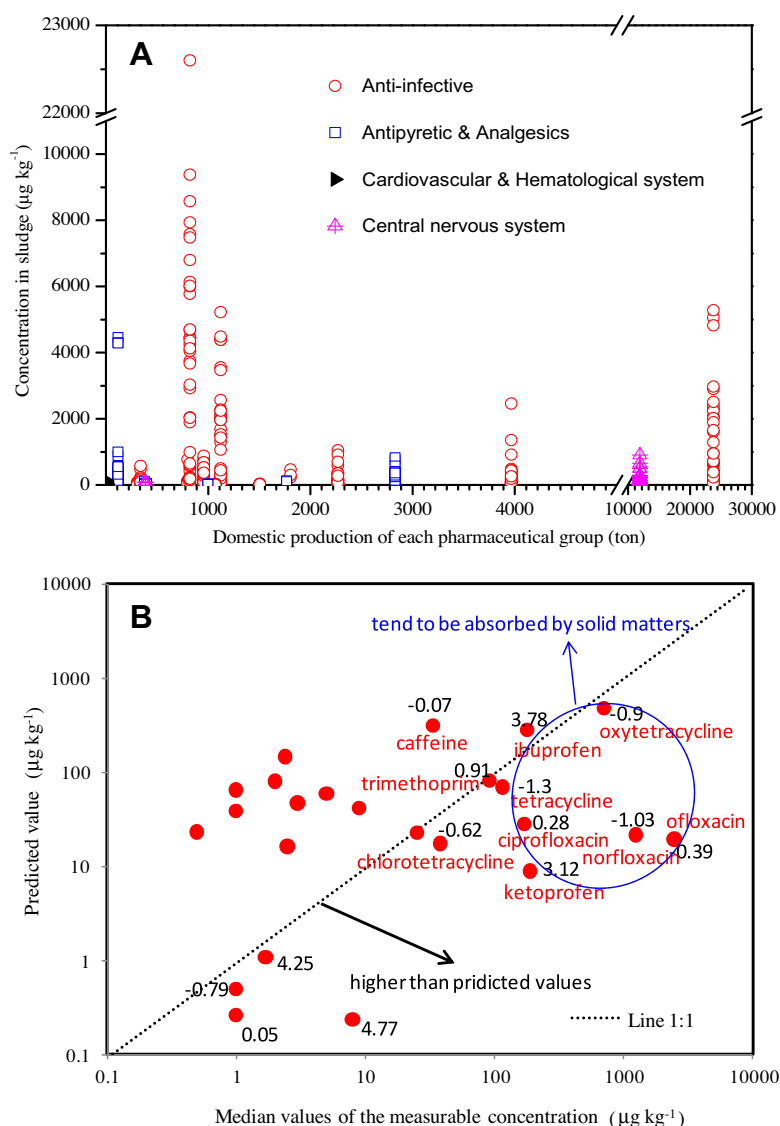 A
23000
22000
10000
8000
6000
4000
2000
0
Concentration in sludge (µg kg⁻¹)
Anti-infective
Antipyretic & Analgesics
Cardiovascular & Hematological system
Central nervous system
1000 2000 3000 4000 10000 20000 30000
Domestic production of each pharmaceutical group (ton)
B
10000
1000
100
10
1
0.1
Predicted value (µg kg⁻¹)
tend to be absorbed by solid matters
-0.07
caffeine
3.78
ibuprofen
-0.9
oxytetracycline
0.91
trimethoprim
-1.3
tetracycline
-0.62
chlorotetracycline
0.28
ciprofloxacin
-1.03
norfloxacin
ofloxacin
-0.39
3.12
ketoprofen
4.25
-0.79
0.05
4.77
higher than pridicted values
Line 1:1
0.1 1 10 100 1000 10000
Median values of the measurable concentration (µg kg⁻¹)